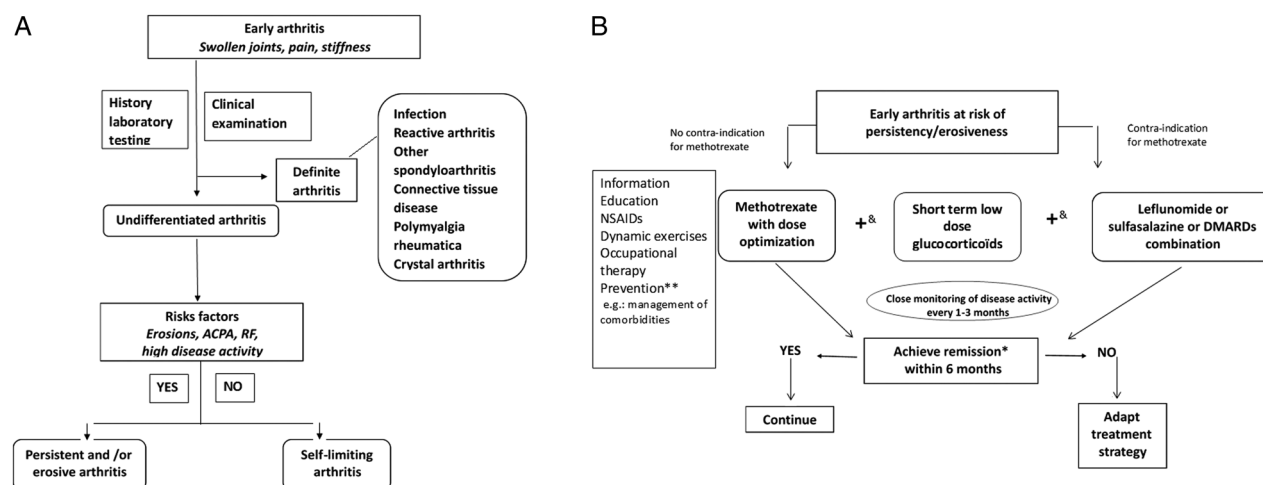 A
Early arthritis
Swollen joints, pain, stiffness
History
laboratory
testing
Clinical
examination
Definite
arthritis
Infection
Reactive arthritis
Other
spondyloarthritis
Connective tissue
disease
Polymyalgia
rheumatica
Crystal arthritis
Undifferentiated arthritis
Risks factors
Erosions, ACPA, RF,
high disease activity
YES
NO
Persistent and /or
erosive arthritis
Self-limiting
arthritis
B
Early arthritis at risk of
persistency/erosiveness
No contra-indication
for methotrexate
Contra-indication
for methotrexate
Information
Education
NSAIDs
Dynamic exercises
Occupational
therapy
Prevention**
e.g.: management of
comorbidities
Methotrexate
with dose
optimization
+&
Short term low
dose
glucocorticoïds
+&
Leflunomide or
sulfasalazine or DMARDs
combination
Close monitoring of disease activity
every 1-3 months
YES
Achieve remission*
within 6 months
NO
Continue
Adapt
treatment
strategy